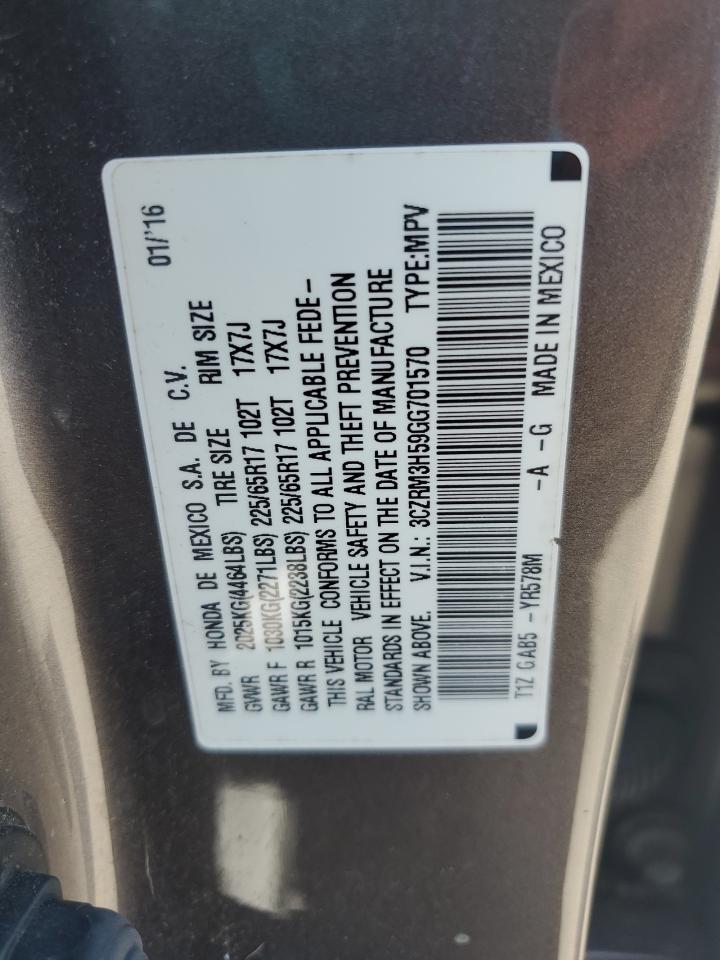 01/'16
MFD. BY HONDA DE MEXICO S.A. DE C.V.
GVWR 2025KG(4464LBS) TIRE SIZE RIM SIZE
GAWR F 1030KG(2271LBS) 225/65R17 102T 17X7J
GAWR R 1015KG(2238LBS) 225/65R17 102T 17X7J
THIS VEHICLE CONFORMS TO ALL APPLICABLE FEDE-
RAL MOTOR VEHICLE SAFETY AND THEFT PREVENTION
STANDARDS IN EFFECT ON THE DATE OF MANUFACTURE
SHOWN ABOVE. V.I.N.: 3CZRM3H59GG701570 TYPE:MPV
T1Z GAB5 -YR578M -A -G MADE IN MEXICO